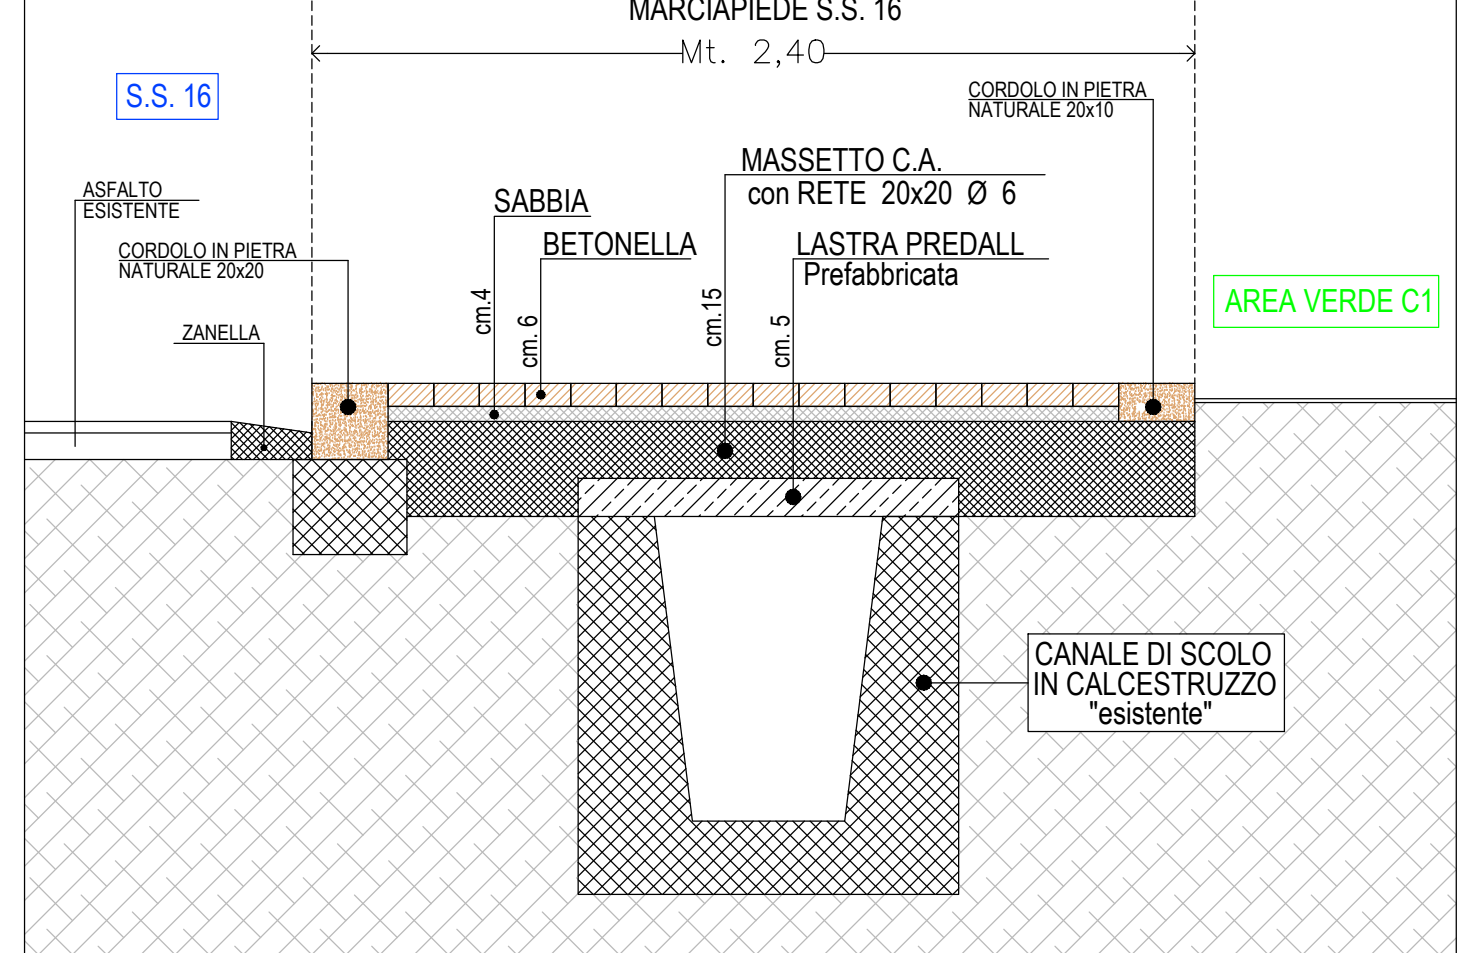 MARCIAPIEDE S.S. 16
Mt. 2,40
S.S. 16
CORDOLO IN PIETRA
NATURALE 20x10
MASSETTO C.A.
con RETE 20x20 Ø 6
ASFALTO
ESISTENTE
SABBIA
BETONELLA
LASTRA PREDALL
Prefabbricata
CORDOLO IN PIETRA
NATURALE 20x20
AREA VERDE C1
ZANELLA
cm.4
cm. 6
cm.15
cm. 5
CANALE DI SCOLO
IN CALCESTRUZZO
"esistente"